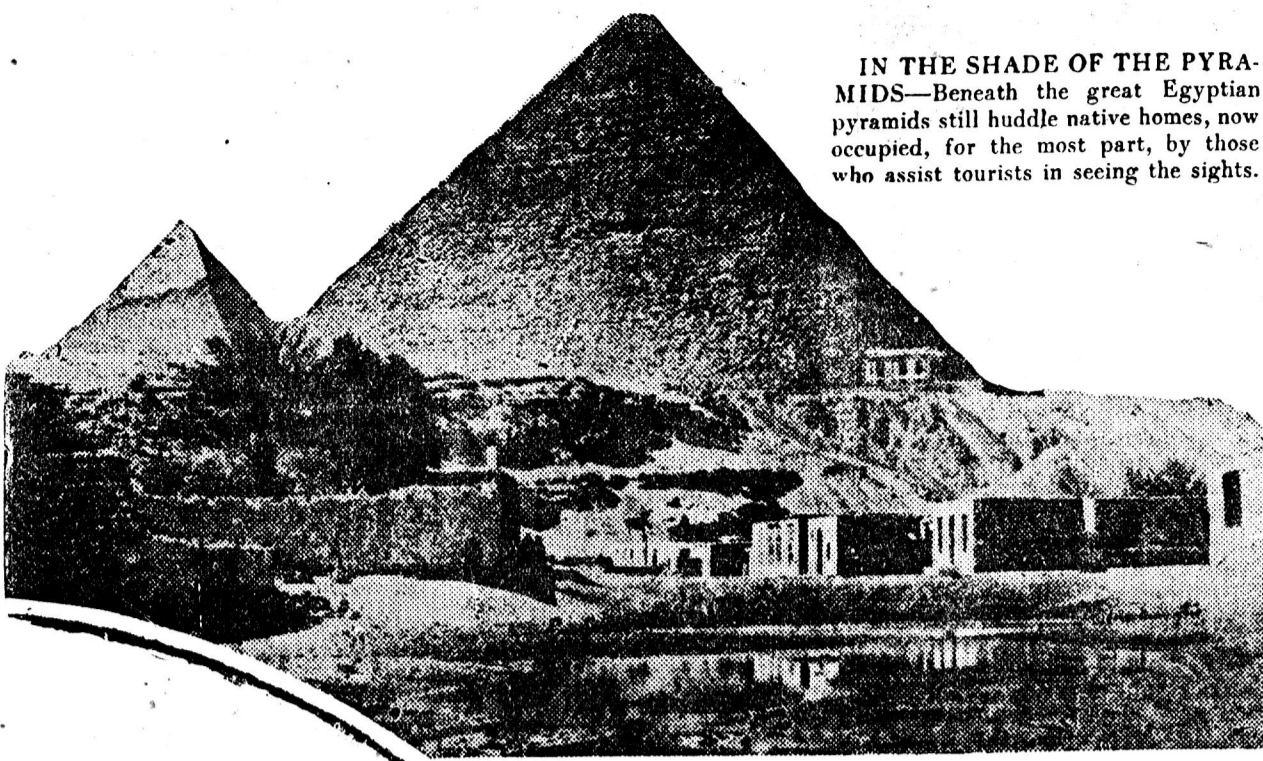 IN THE SHADE OF THE PYRA-
MIDS—Beneath the great Egyptian
pyramids still huddle native homes, now
occupied, for the most part, by those
who assist tourists in seeing the sights.